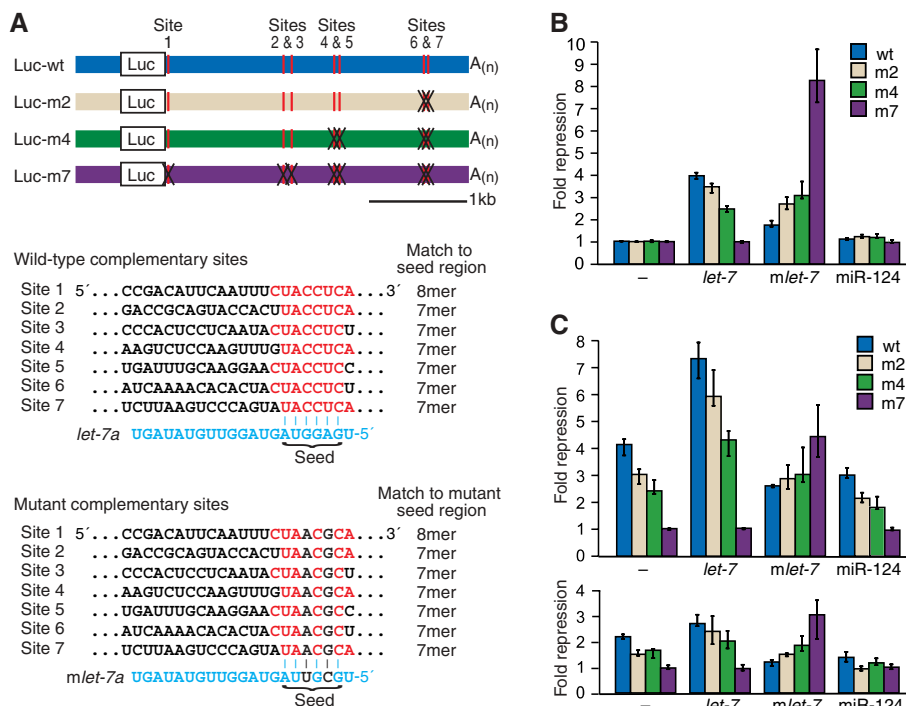 A
Site 1
Sites 2 & 3
Sites 4 & 5
Sites 6 & 7
Luc-wt Luc A(n)
Luc-m2 Luc A(n)
Luc-m4 Luc A(n)
Luc-m7 Luc A(n)
1kb
Wild-type complementary sites
Match to seed region
Site 1 5´ ...CCGACAUUCAAUUUCUACCUCA... 3´ 8mer
Site 2 ...GACCGCAGUACCACUUACCUCA... 7mer
Site 3 ...CCCACUCCUCAAUACUACCUCU... 7mer
Site 4 ...AAGUCUCCAAGUUUGUACCUCA... 7mer
Site 5 ...UGAUUUGCAAGGAACUACCUCC... 7mer
Site 6 ...AUCAAAACACACUACUACCUCU... 7mer
Site 7 ...UCUUAAGUCCCAGUAUACCUCA... 7mer
let-7a UGAUAUGUUGGAUGAUGGAGU-5´
Seed
Mutant complementary sites
Match to mutant seed region
Site 1 5´ ...CCGACAUUCAAUUUCUAACGCA... 3´ 8mer
Site 2 ...GACCGCAGUACCACUUAACGCA... 7mer
Site 3 ...CCCACUCCUCAAUACUAACGCU... 7mer
Site 4 ...AAGUCUCCAAGUUUGUAACGCA... 7mer
Site 5 ...UGAUUUGCAAGGAACUAACGCC... 7mer
Site 6 ...AUCAAAACACACUACUAACGCU... 7mer
Site 7 ...UCUUAAGUCCCAGUAUAACGCA... 7mer
mlet-7a UGAUAUGUUGGAUGAUUGCGU-5´
Seed
B
Fold repression
10
9
8
7
6
5
4
3
2
1
0
wt
m2
m4
m7
– let-7 mlet-7 miR-124
C
Fold repression
8
7
6
5
4
3
2
1
0
wt
m2
m4
m7
– let-7 mlet-7 miR-124
Fold repression
4
3
2
1
0
– let-7 mlet-7 miR-124